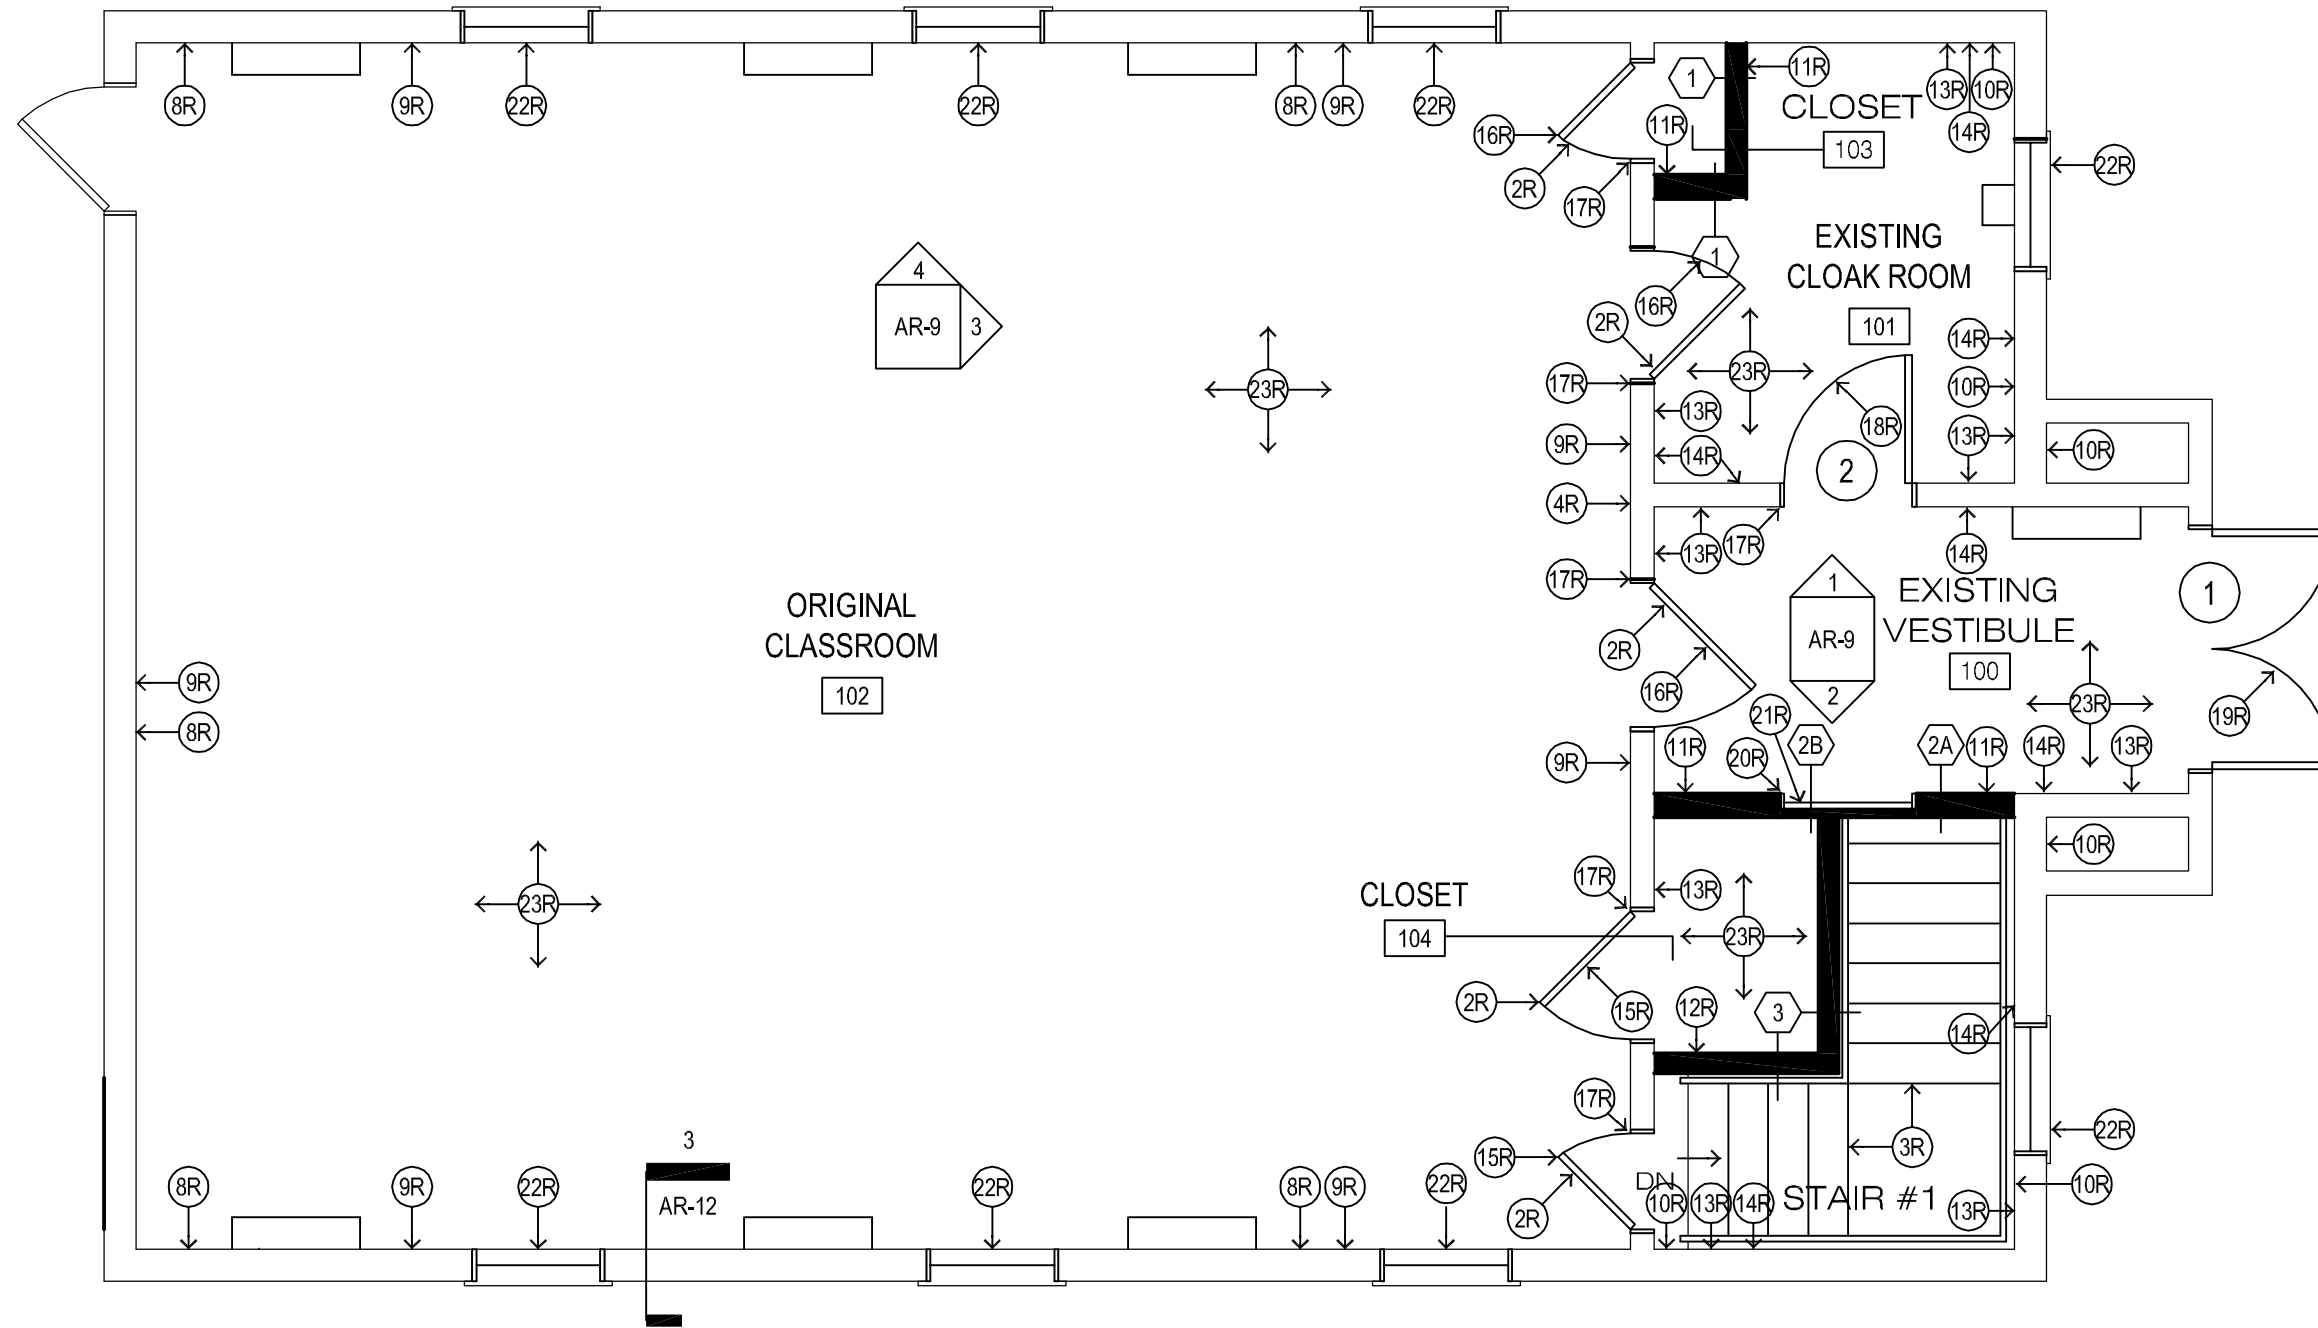 8R
9R
22R
22R
8R
9R
22R
16R
2R
17R
11R
1
11R
CLOSET
103
13R
10R
14R
22R
4
AR-9
3
EXISTING
CLOAK ROOM
101
1
16R
2R
23R
23R
17R
13R
9R
14R
18R
2
14R
10R
13R
10R
4R
13R
17R
14R
17R
1
AR-9
2
EXISTING
VESTIBULE
100
1
ORIGINAL
CLASSROOM
102
2R
16R
9R
8R
23R
19R
21R
20R
11R
2B
2A
11R
14R
13R
9R
10R
23R
CLOSET
104
17R
13R
23R
2R
15R
12R
3
14R
17R
3R
22R
15R
2R
DN
10R
13R
14R
STAIR #1
13R
10R
8R
9R
22R
3
AR-12
22R
8R
9R
22R